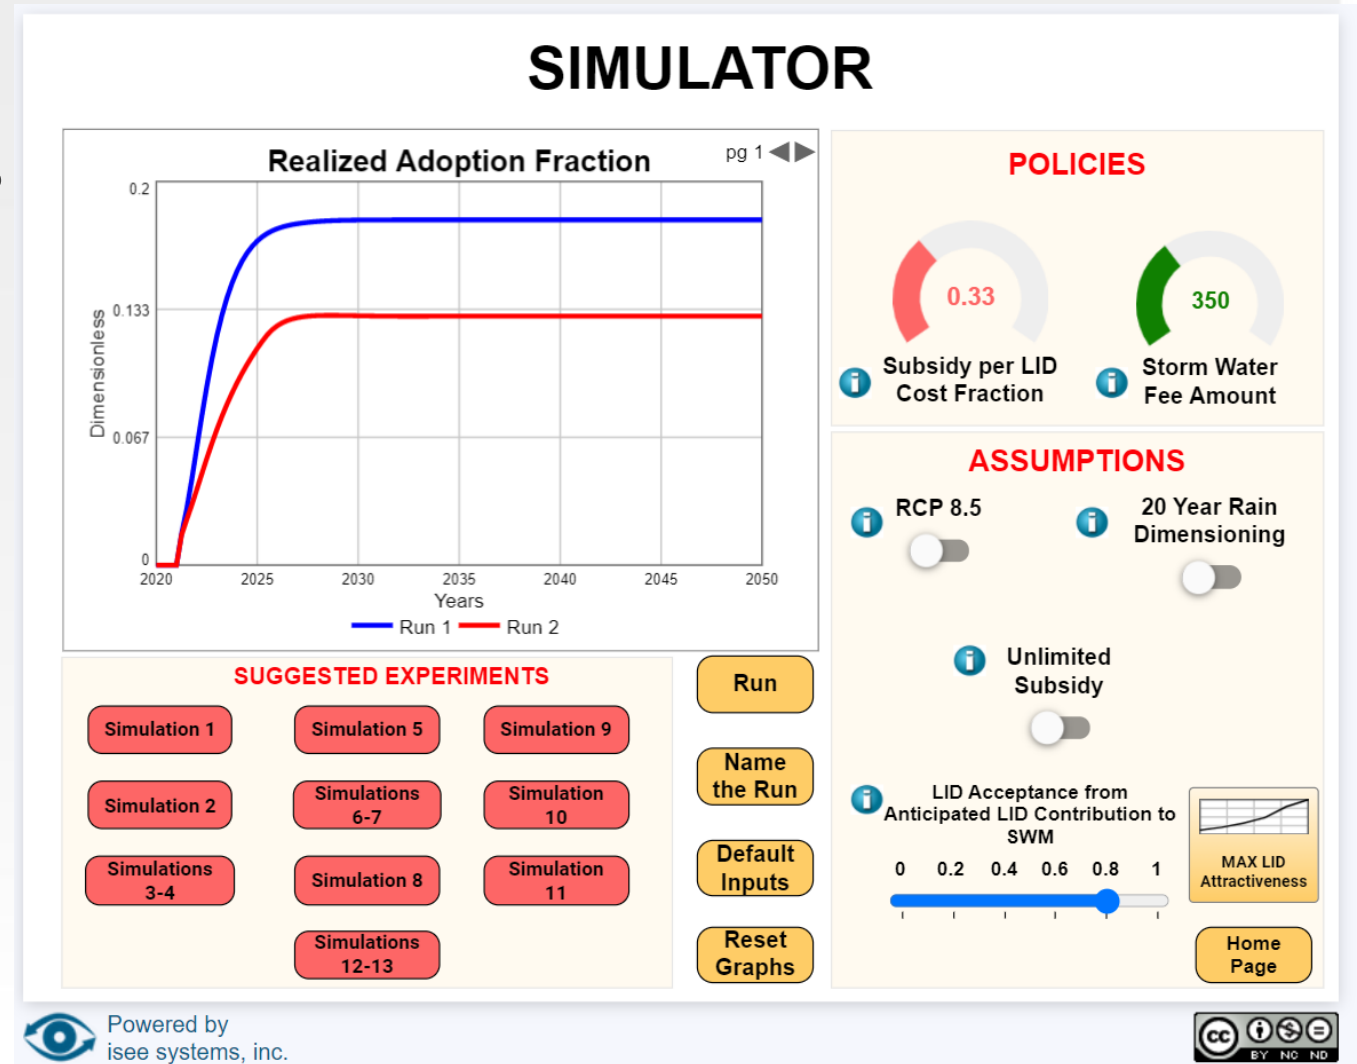 SIMULATOR
Realized Adoption Fraction
pg 1
0.2
0.133
0.067
0
Dimensionless
2020 2025 2030 2035 2040 2045 2050
Years
Run 1 Run 2
POLICIES
0.33
Subsidy per LID
Cost Fraction
350
Storm Water
Fee Amount
ASSUMPTIONS
RCP 8.5
20 Year Rain
Dimensioning
Unlimited
Subsidy
LID Acceptance from
Anticipated LID Contribution to
SWM
0 0.2 0.4 0.6 0.8 1
MAX LID
Attractiveness
Home
Page
SUGGESTED EXPERIMENTS
Simulation 1
Simulation 2
Simulations
3-4
Simulation 5
Simulations
6-7
Simulation 8
Simulations
12-13
Simulation 9
Simulation
10
Simulation
11
Run
Name
the Run
Default
Inputs
Reset
Graphs
Powered by
isee systems, inc.
cc
BY NC ND